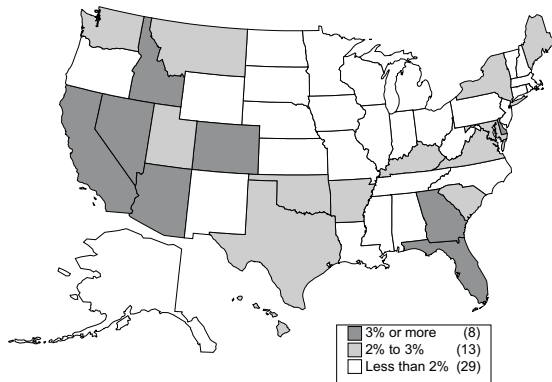 3% or more (8)
2% to 3% (13)
Less than 2% (29)